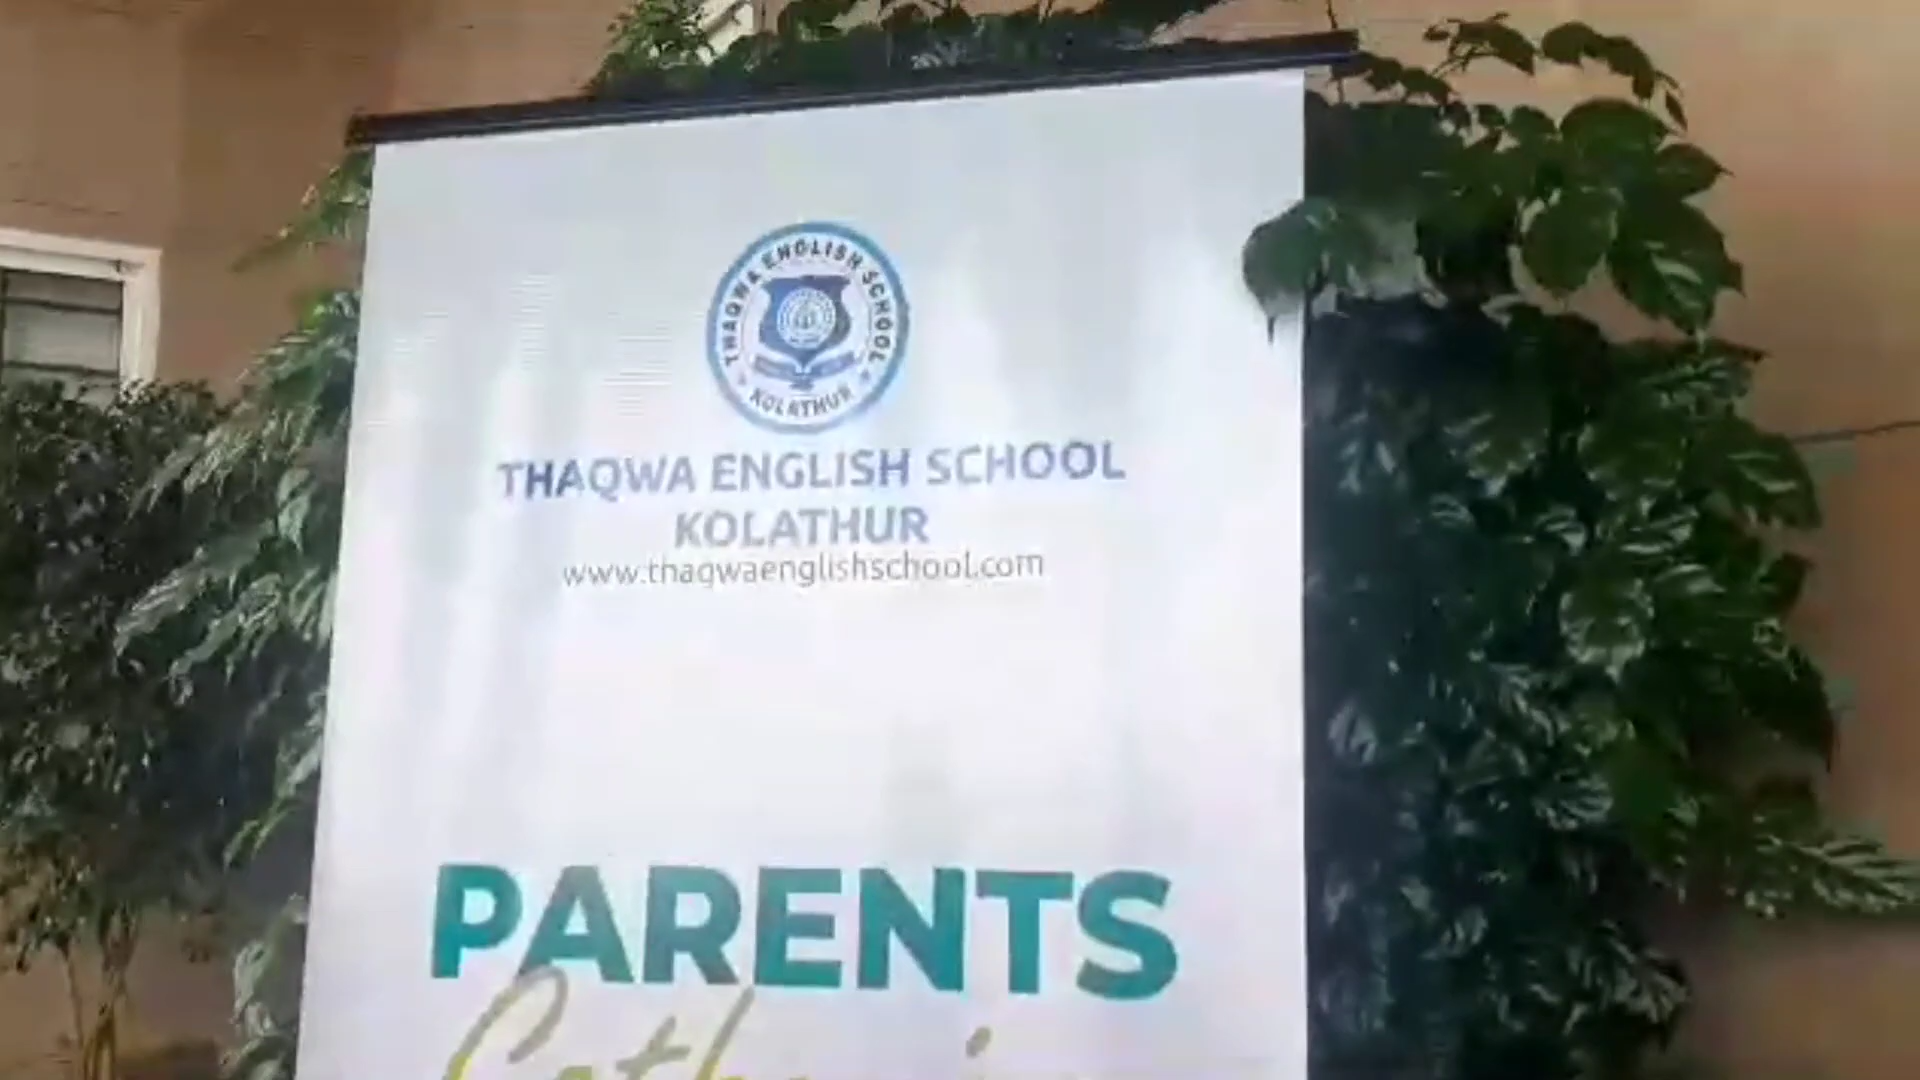 THAQWA ENGLISH SCHOOL
KOLATHUR
THAQWA ENGLISH SCHOOL
KOLATHUR
www.thaqwaenglishschool.com
PARENTS